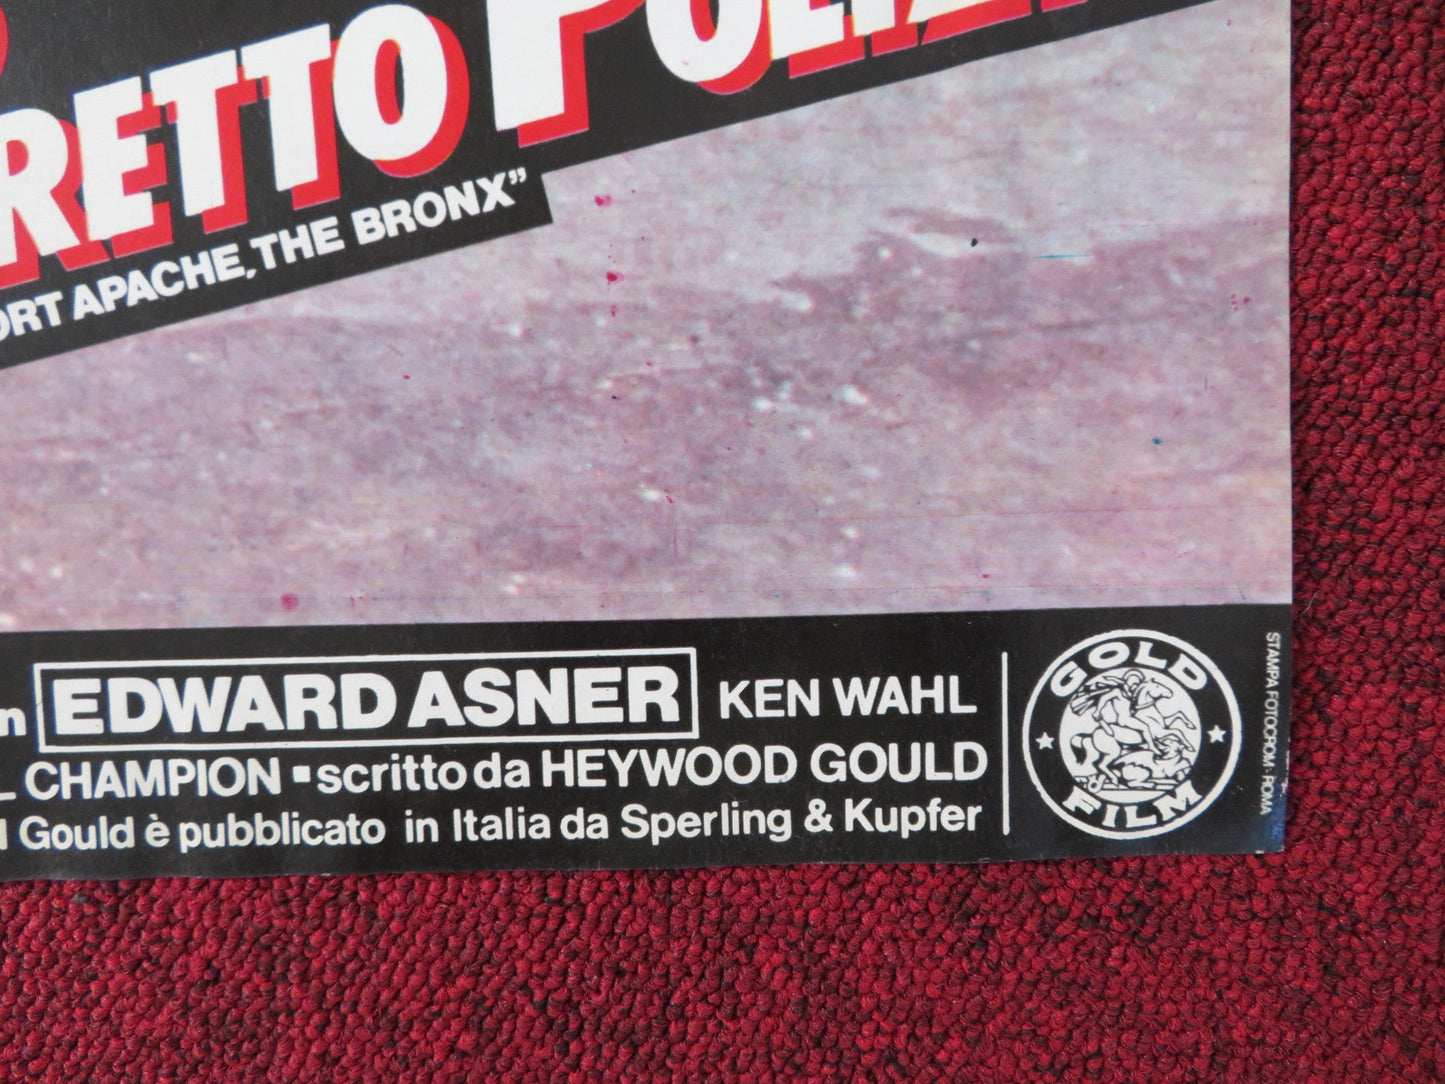 RETTO POLIZ
ORT APACHE, THE BRONX"
n EDWARD ASNER KEN WAHL
L CHAMPION ▪ scritto da HEYWOOD GOULD
l Gould è pubblicato in Italia da Sperling & Kupfer
GOLD FILM
STAMPA FOTOCROM - ROMA